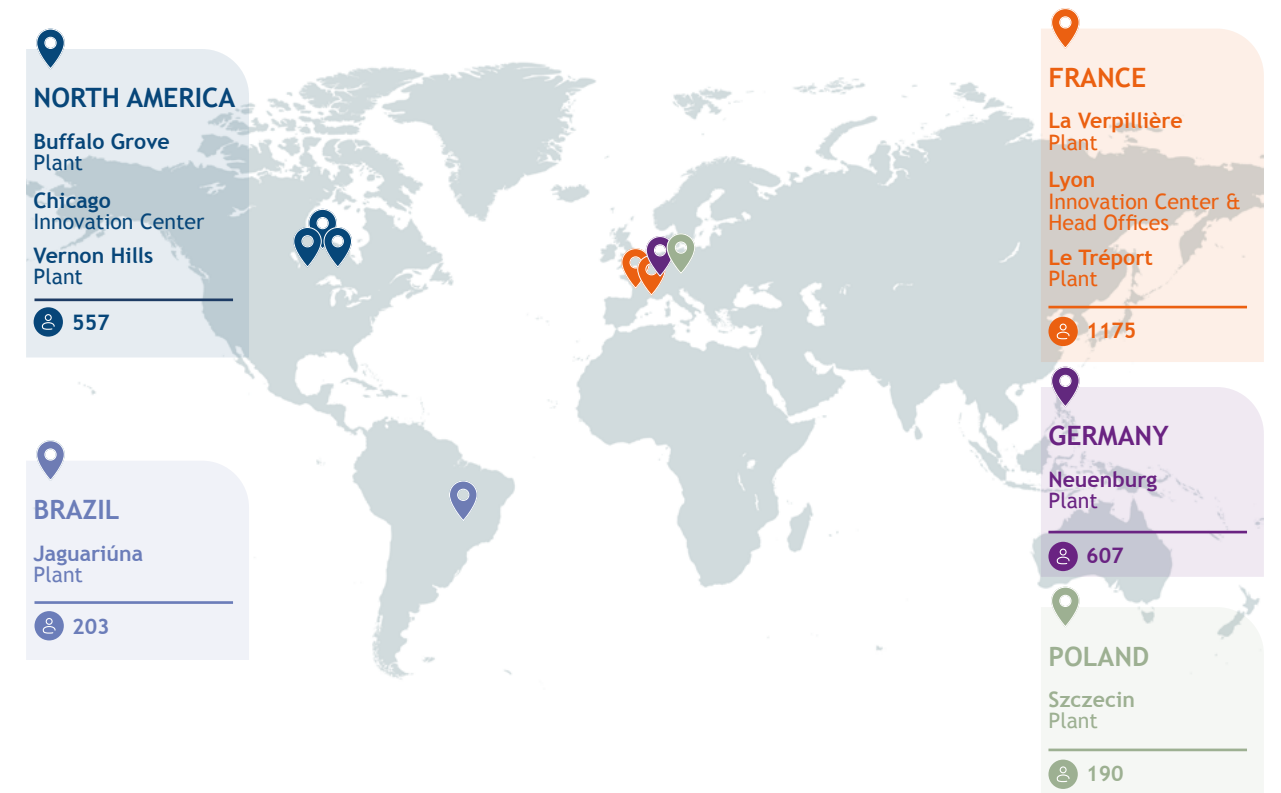 NORTH AMERICA
Buffalo Grove
Plant
Chicago
Innovation Center
Vernon Hills
Plant
557
BRAZIL
Jaguariúna
Plant
203
FRANCE
La Verpillière
Plant
Lyon
Innovation Center &
Head Offices
Le Tréport
Plant
1175
GERMANY
Neuenburg
Plant
607
POLAND
Szczecin
Plant
190